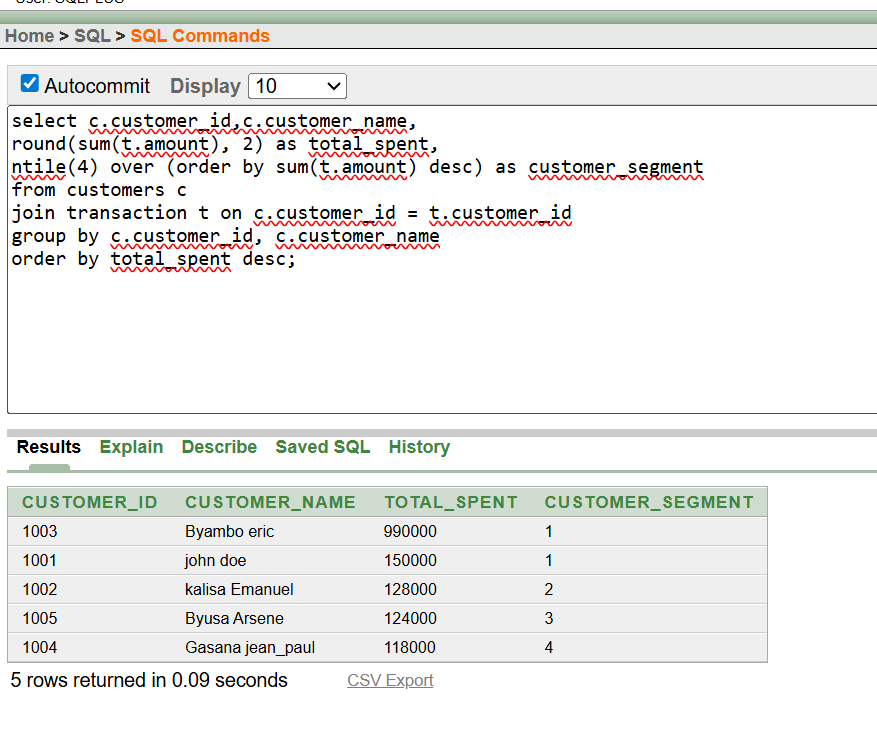 User: SQLPLUS
Home > SQL > SQL Commands
Autocommit Display 10
select c.customer_id,c.customer_name,
round(sum(t.amount), 2) as total_spent,
ntile(4) over (order by sum(t.amount) desc) as customer_segment
from customers c
join transaction t on c.customer_id = t.customer_id
group by c.customer_id, c.customer_name
order by total_spent desc;
Results Explain Describe Saved SQL History
CUSTOMER_ID CUSTOMER_NAME TOTAL_SPENT CUSTOMER_SEGMENT
1003 Byambo eric 990000 1
1001 john doe 150000 1
1002 kalisa Emanuel 128000 2
1005 Byusa Arsene 124000 3
1004 Gasana jean_paul 118000 4
5 rows returned in 0.09 seconds CSV Export